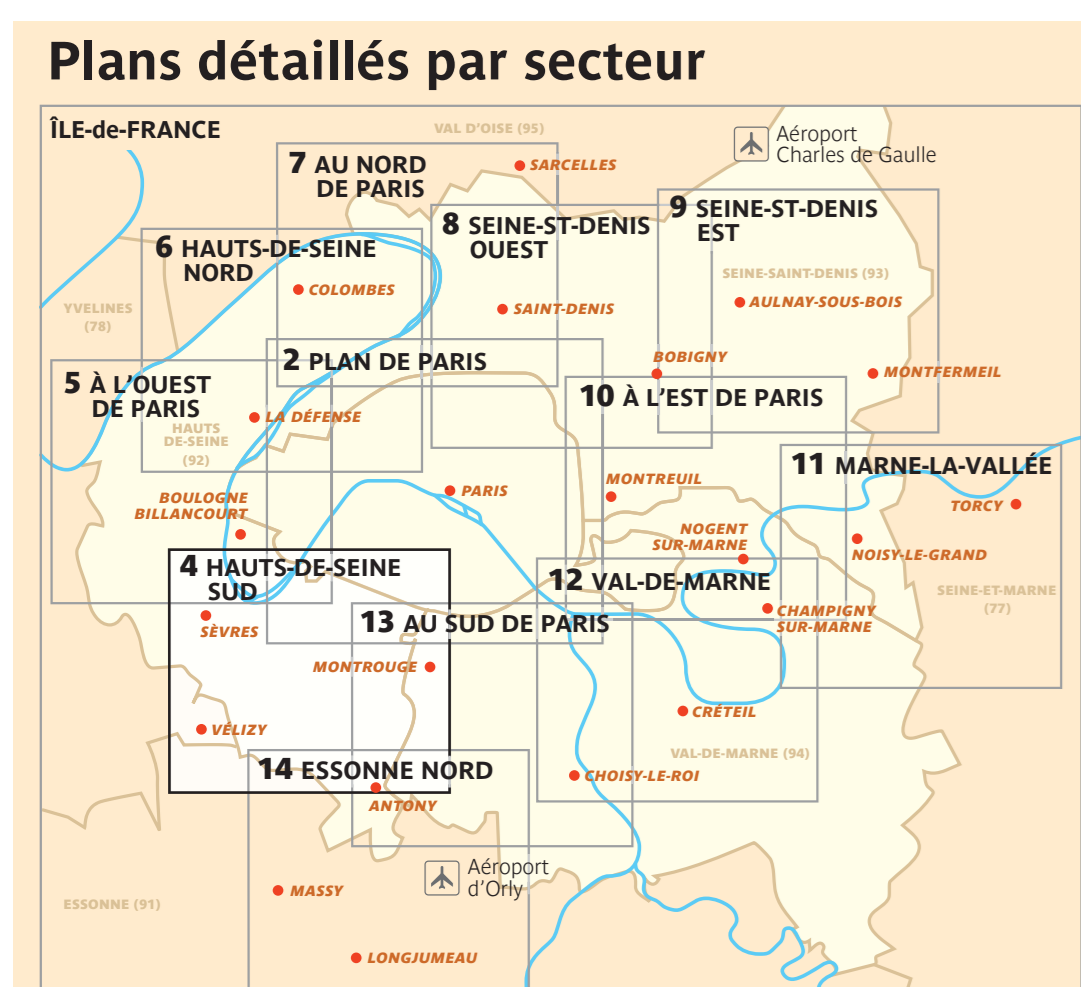 Plans détaillés par secteur
ÎLE-de-FRANCE
VAL D'OISE (95)
Aéroport
Charles de Gaulle
7 AU NORD
DE PARIS
SARCELLES
9 SEINE-ST-DENIS
EST
8 SEINE-ST-DENIS
OUEST
6 HAUTS-DE-SEINE
NORD
SEINE-SAINT-DENIS (93)
COLOMBES
AULNAY-SOUS-BOIS
YVELINES
(78)
SAINT-DENIS
2 PLAN DE PARIS
BOBIGNY
MONTFERMEIL
5 À L'OUEST
DE PARIS
10 À L'EST DE PARIS
LA DÉFENSE
HAUTS
DE-SEINE
(92)
11 MARNE-LA-VALLÉE
MONTREUIL
PARIS
BOULOGNE
BILLANCOURT
TORCY
NOGENT
SUR-MARNE
NOISY-LE-GRAND
4 HAUTS-DE-SEINE
SUD
12 VAL-DE-MARNE
SEINE-ET-MARNE
(77)
CHAMPIGNY
SUR-MARNE
SÈVRES
13 AU SUD DE PARIS
MONTROUGE
CRÉTEIL
VÉLIZY
VAL-DE-MARNE (94)
14 ESSONNE NORD
CHOISY-LE-ROI
ANTONY
Aéroport
d'Orly
MASSY
ESSONNE (91)
LONGJUMEAU